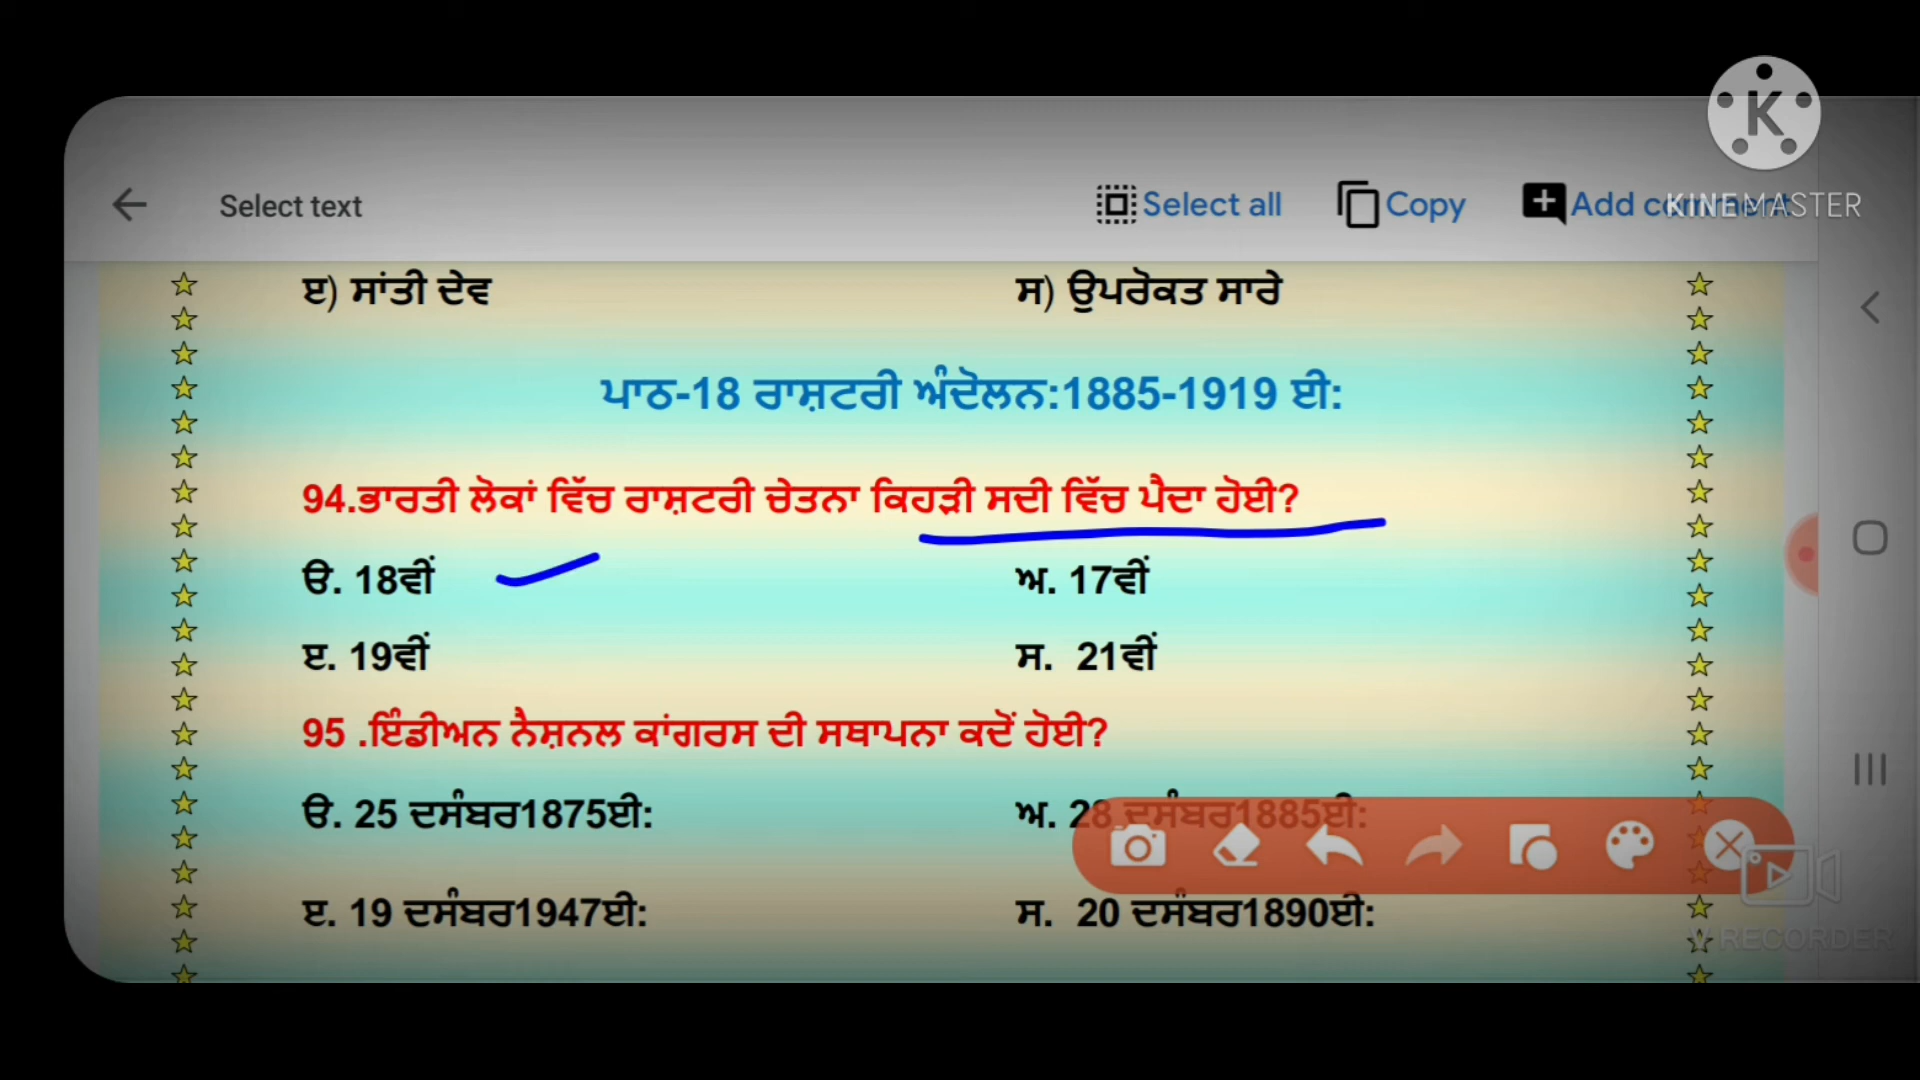 K
KINEMASTER
Select text Select all Copy Add comment
ੲ) ਸਾਂਤੀ ਦੇਵ ਸ) ਉਪਰੋਕਤ ਸਾਰੇ
ਪਾਠ-18 ਰਾਸ਼ਟਰੀ ਅੰਦੋਲਨ:1885-1919 ਈ:
94.ਭਾਰਤੀ ਲੋਕਾਂ ਵਿੱਚ ਰਾਸ਼ਟਰੀ ਚੇਤਨਾ ਕਿਹੜੀ ਸਦੀ ਵਿੱਚ ਪੈਦਾ ਹੋਈ?
ੳ. 18ਵੀਂ ਅ. 17ਵੀਂ
ੲ. 19ਵੀਂ ਸ. 21ਵੀਂ
95 .ਇੰਡੀਅਨ ਨੈਸ਼ਨਲ ਕਾਂਗਰਸ ਦੀ ਸਥਾਪਨਾ ਕਦੋਂ ਹੋਈ?
ੳ. 25 ਦਸੰਬਰ1875ਈ: ਅ. 28 ਦਸੰਬਰ1885ਈ:
ੲ. 19 ਦਸੰਬਰ1947ਈ: ਸ. 20 ਦਸੰਬਰ1890ਈ:
V RECORDER